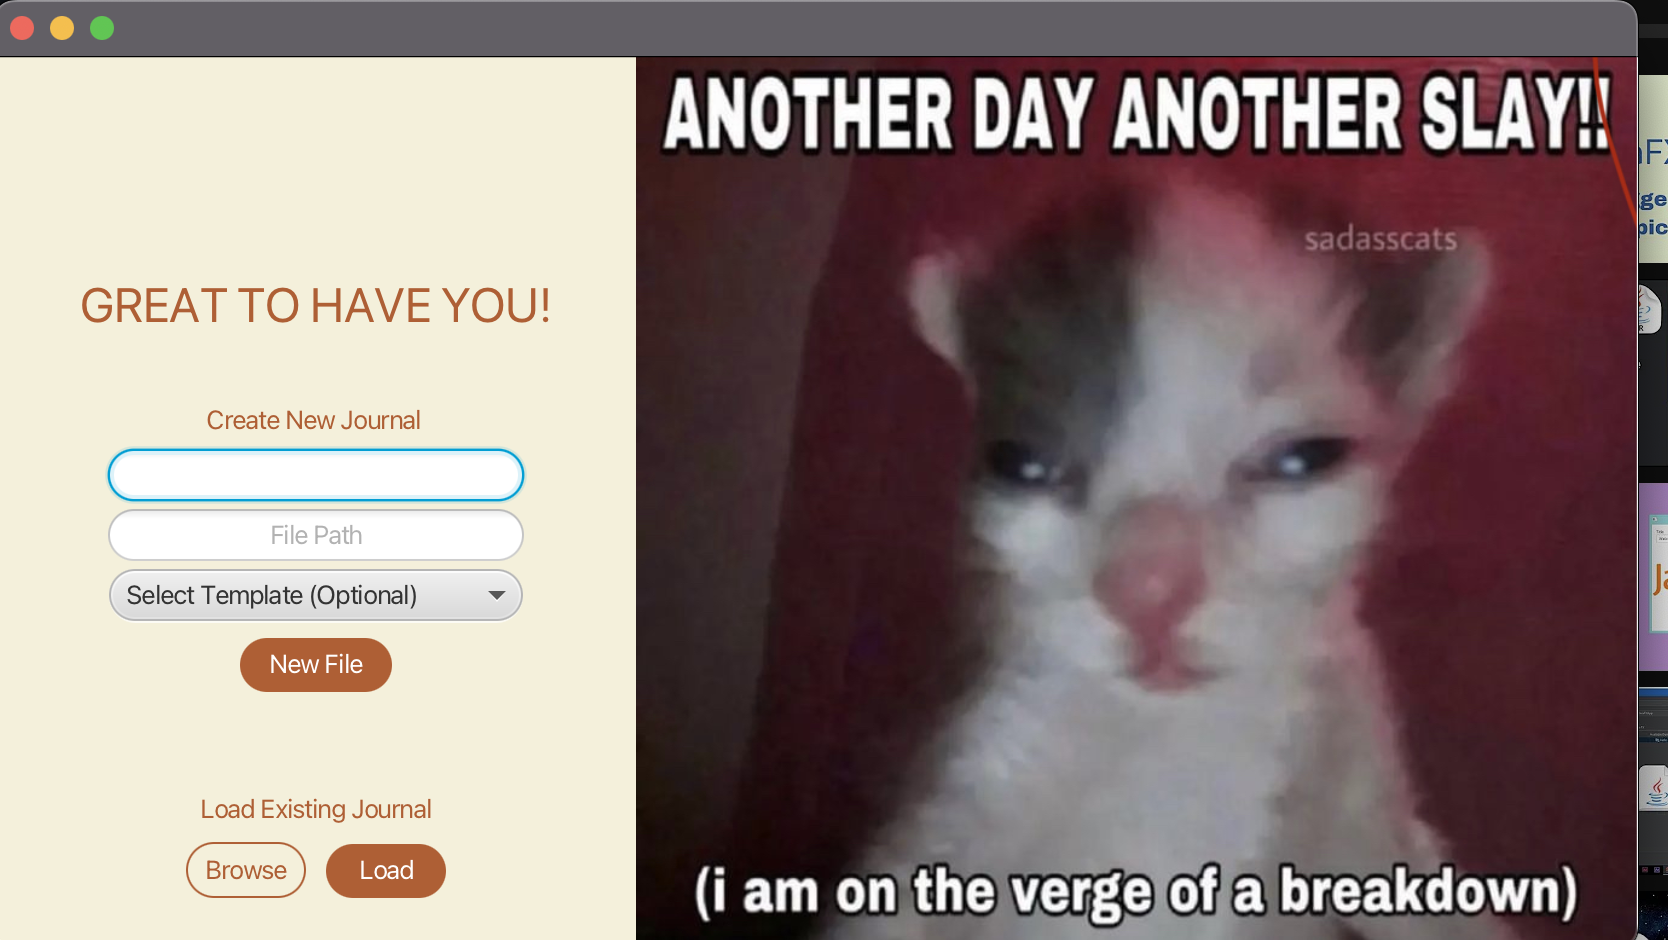 GREAT TO HAVE YOU!
Create New Journal
File Path
Select Template (Optional)
New File
Load Existing Journal
Browse
Load
ANOTHER DAY ANOTHER SLAY!!
sadasscats
(i am on the verge of a breakdown)